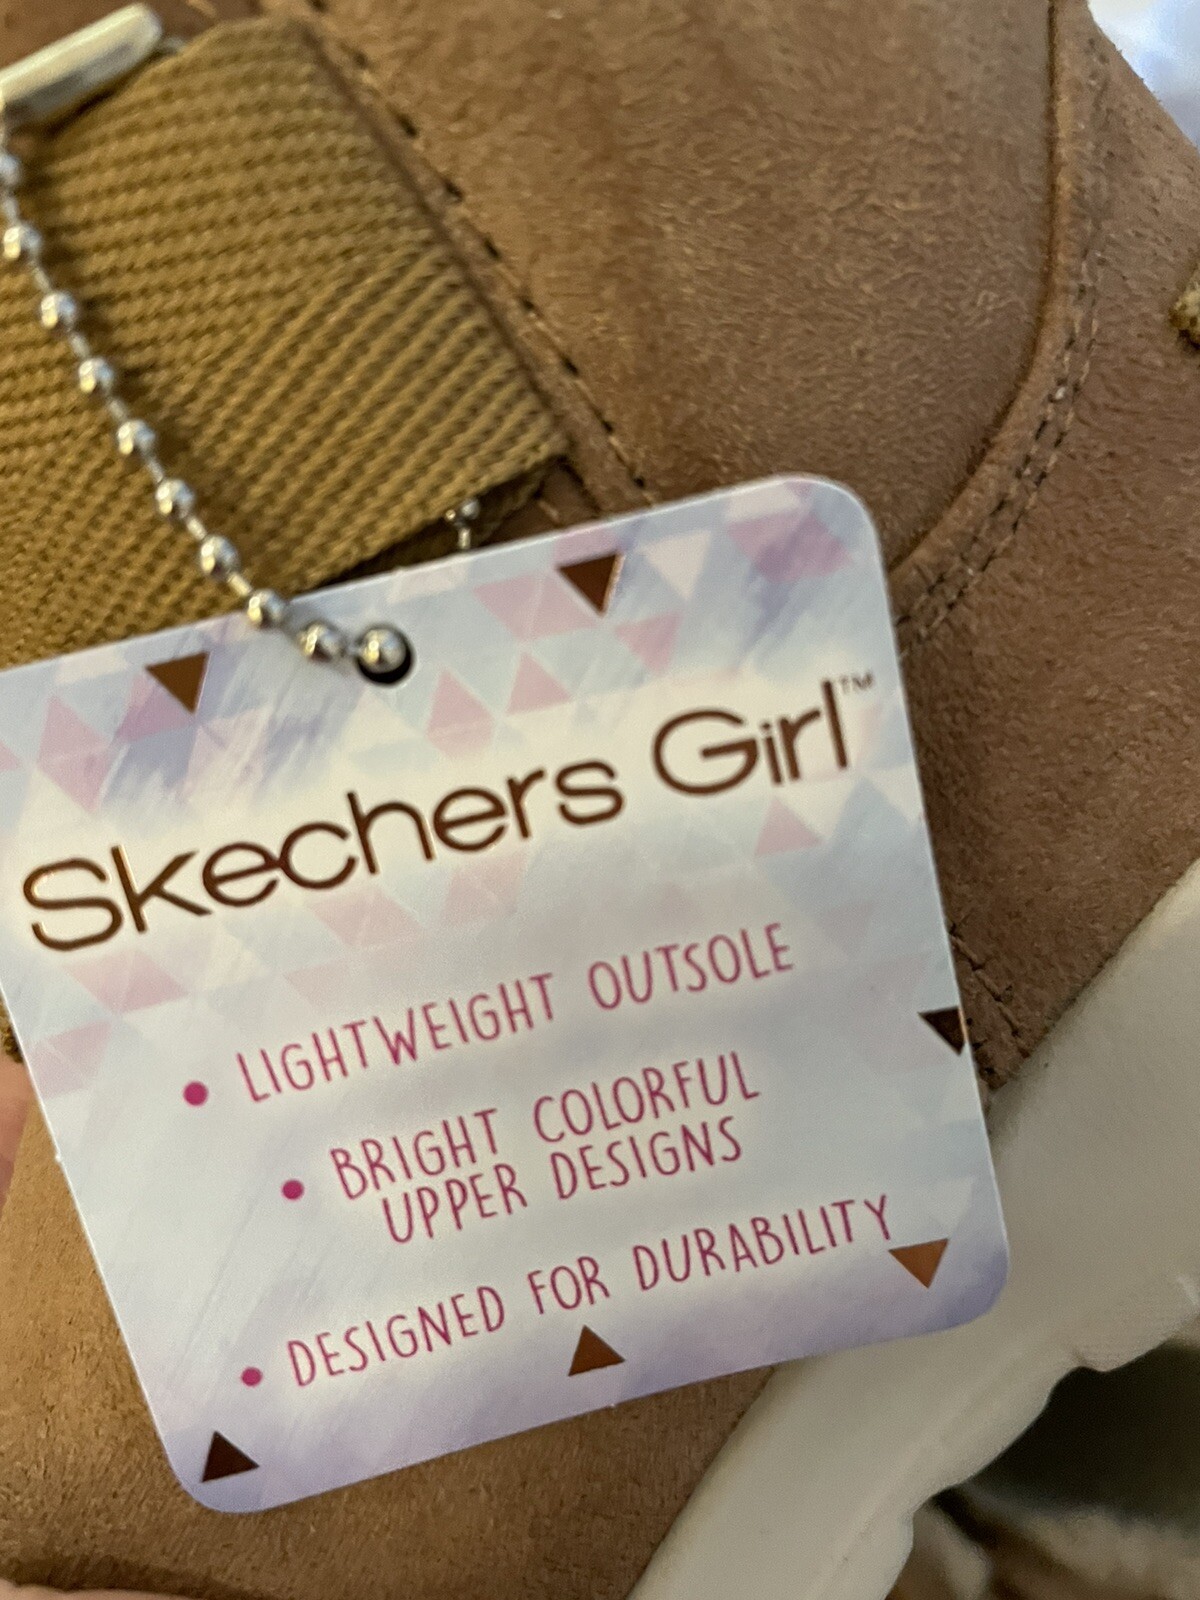 Skechers Girl™
• LIGHTWEIGHT OUTSOLE
• BRIGHT COLORFUL
UPPER DESIGNS
• DESIGNED FOR DURABILITY